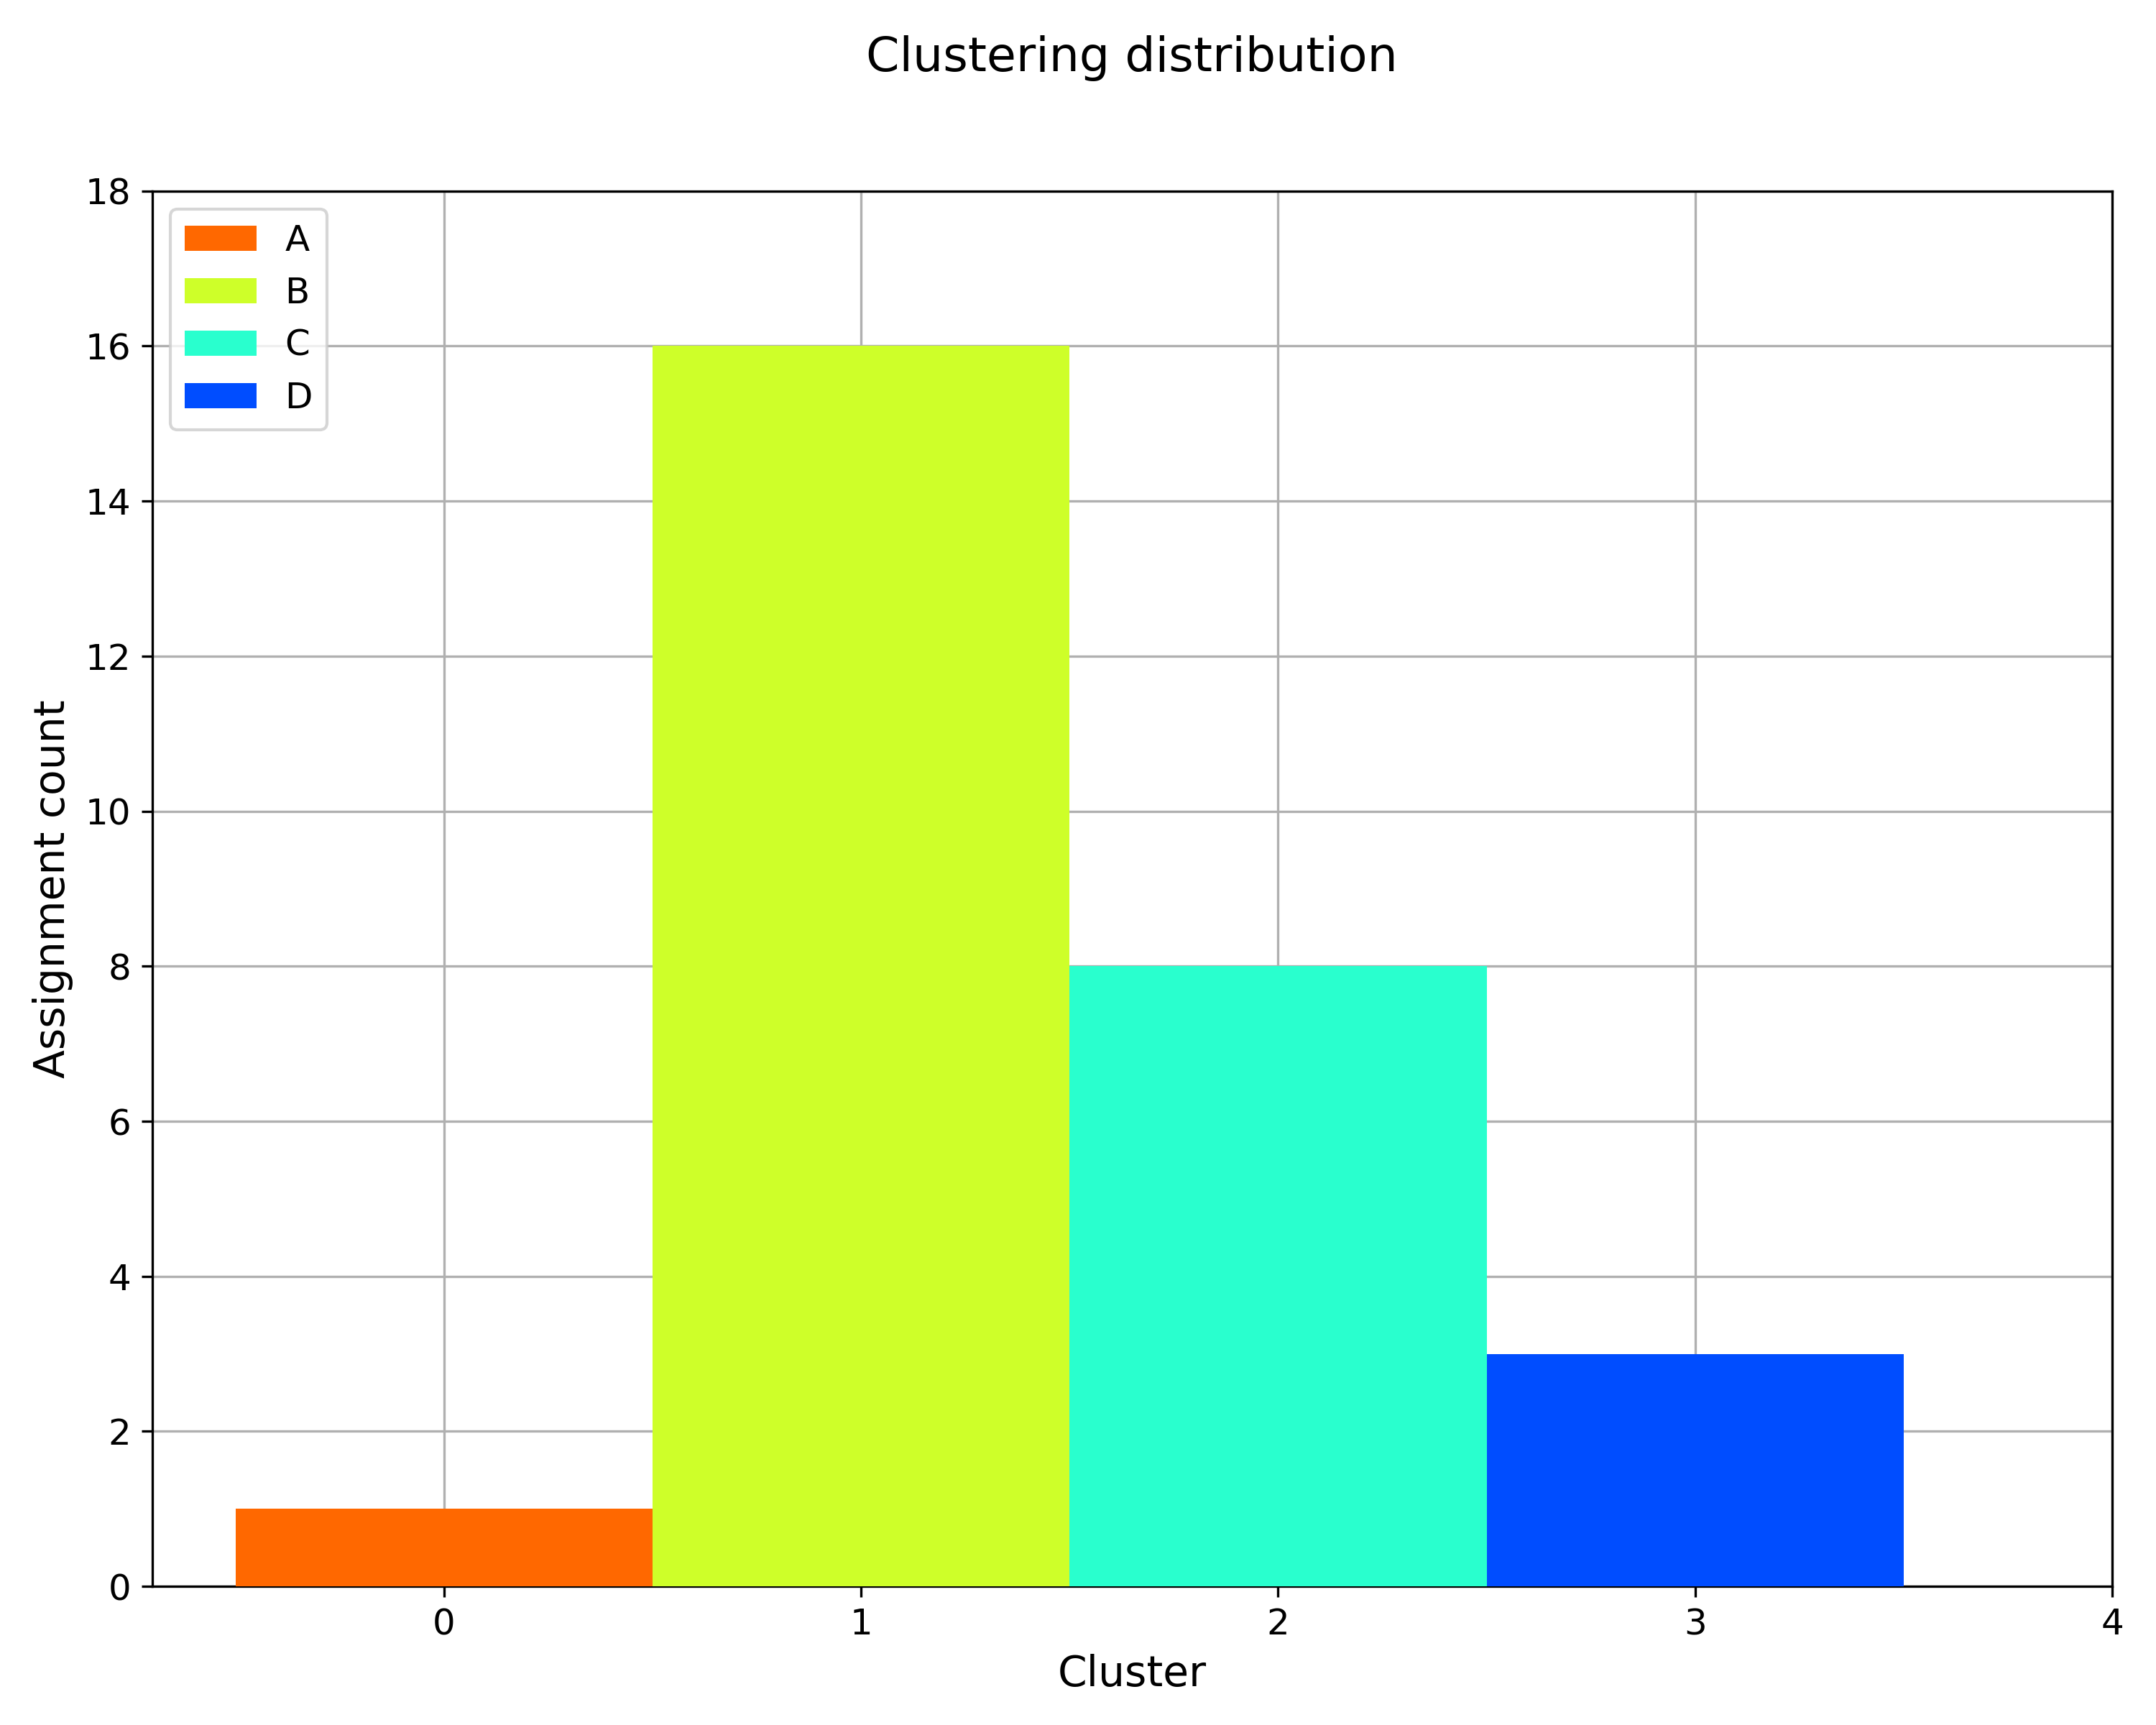 Clustering distribution
18
16
14
12
10
8
6
4
2
0
A
B
C
D
Assignment count
0 1 2 3 4
Cluster